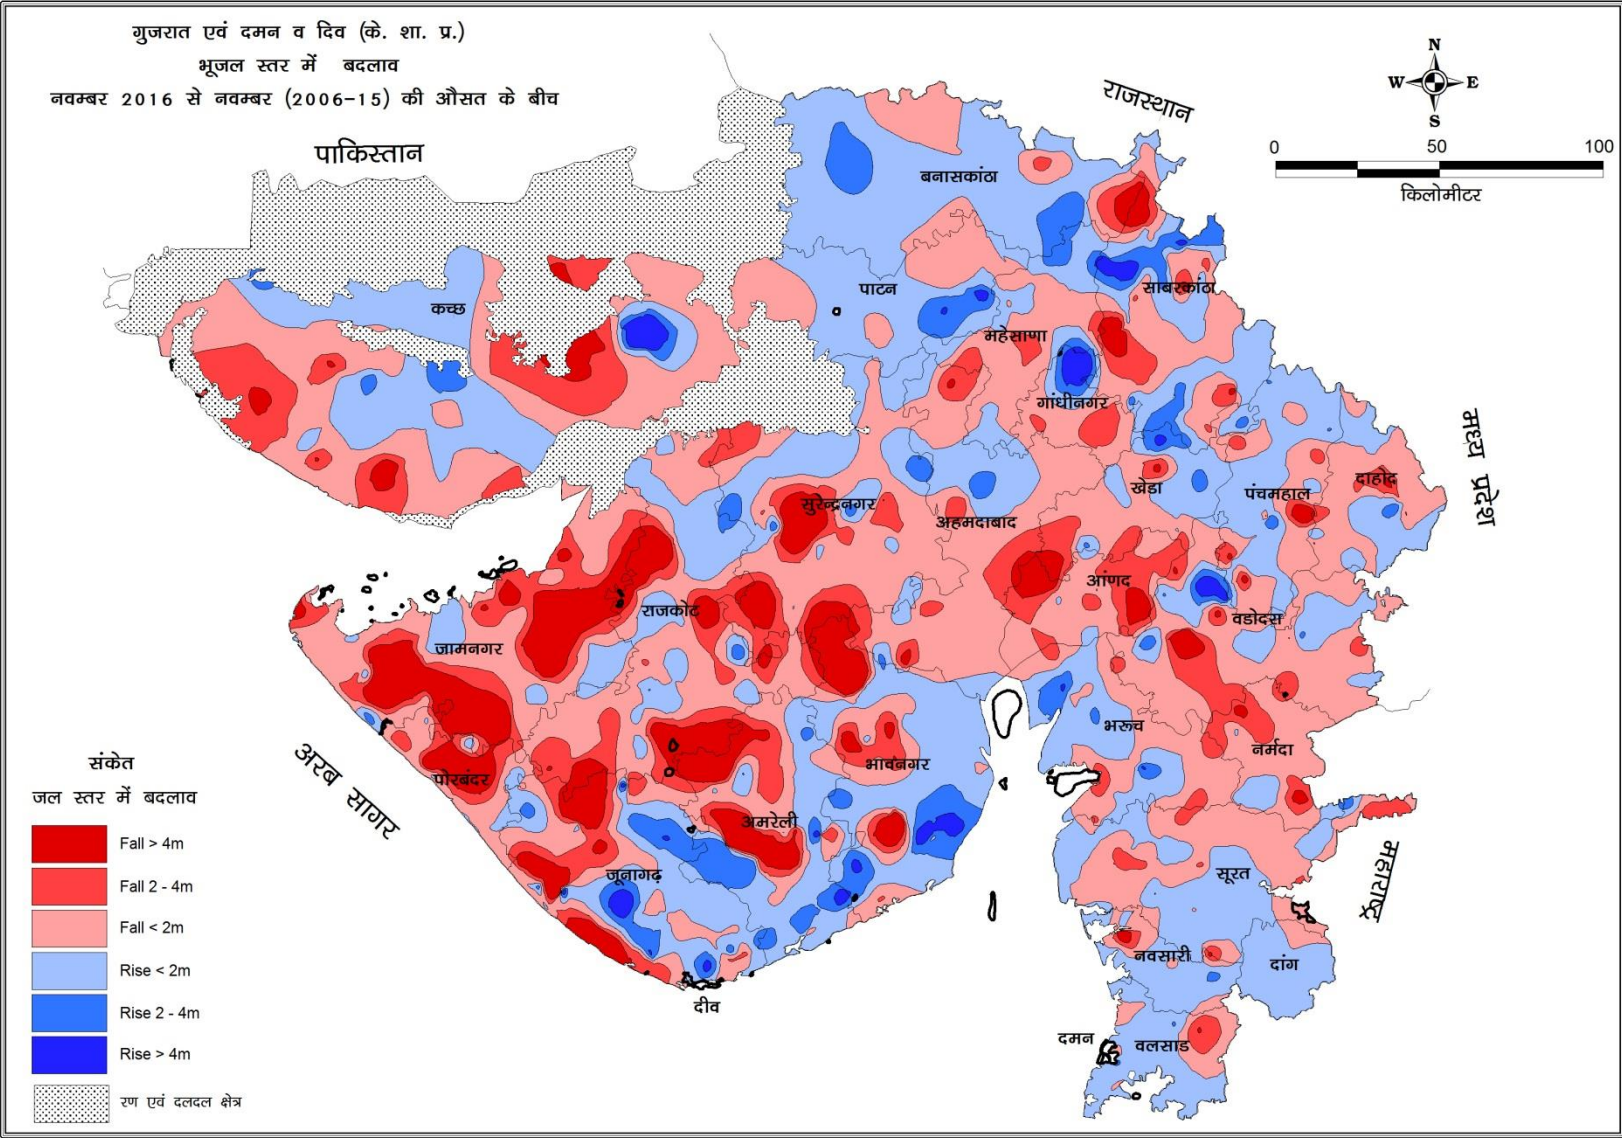 गुजरात एवं दमन व दिव (के. शा. प्र.)
भूजल स्तर में बदलाव
नवम्बर 2016 से नवम्बर (2006-15) की औसत के बीच
N
W E
S
0 50 100
किलोमीटर
राजस्थान
पाकिस्तान
बनासकांठा
पाटन
साबरकांठा
कच्छ
महेसाणा
गांधीनगर
मध्य प्रदेश
दाहोद
खेडा
पंचमहाल
सुरेन्द्रनगर
अहमदाबाद
आंणद
राजकोट
वडोदरा
जामनगर
भरूच
नर्मदा
अरब सागर
पोरबंदर
भावनगर
अमरेली
जूनागढ़
सूरत
महाराष्ट्र
नवसारी
दांग
दीव
दमन
वलसाड
संकेत
जल स्तर में बदलाव
Fall > 4m
Fall 2 - 4m
Fall < 2m
Rise < 2m
Rise 2 - 4m
Rise > 4m
रण एवं दलदल क्षेत्र